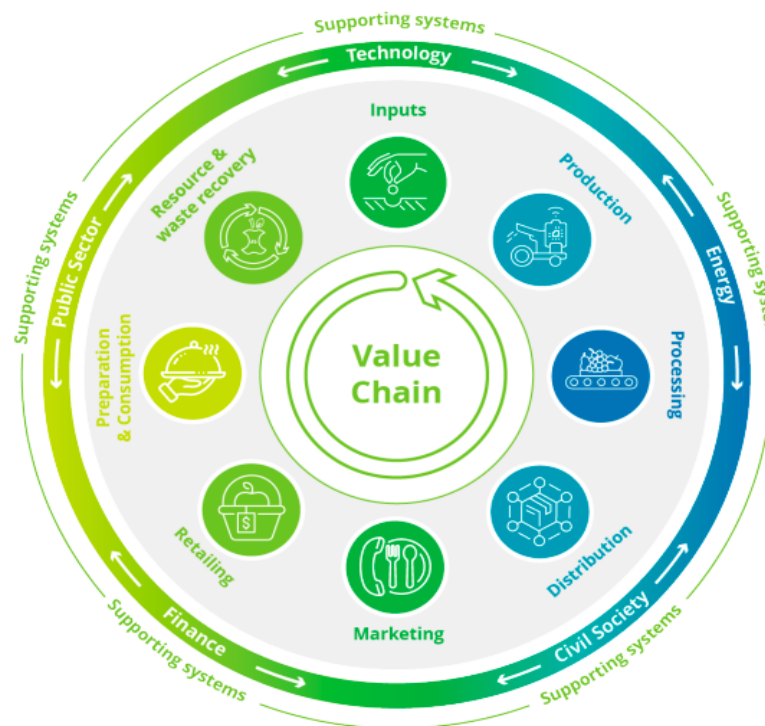 Supporting systems
Technology
Inputs
Resource &
waste recovery
Production
Supporting systems
Public Sector
Supporting systems
Energy
Value
Chain
Preparation
& Consumption
Processing
Retailing
Distribution
Marketing
Finance
Civil Society
Supporting systems
Supporting systems
$